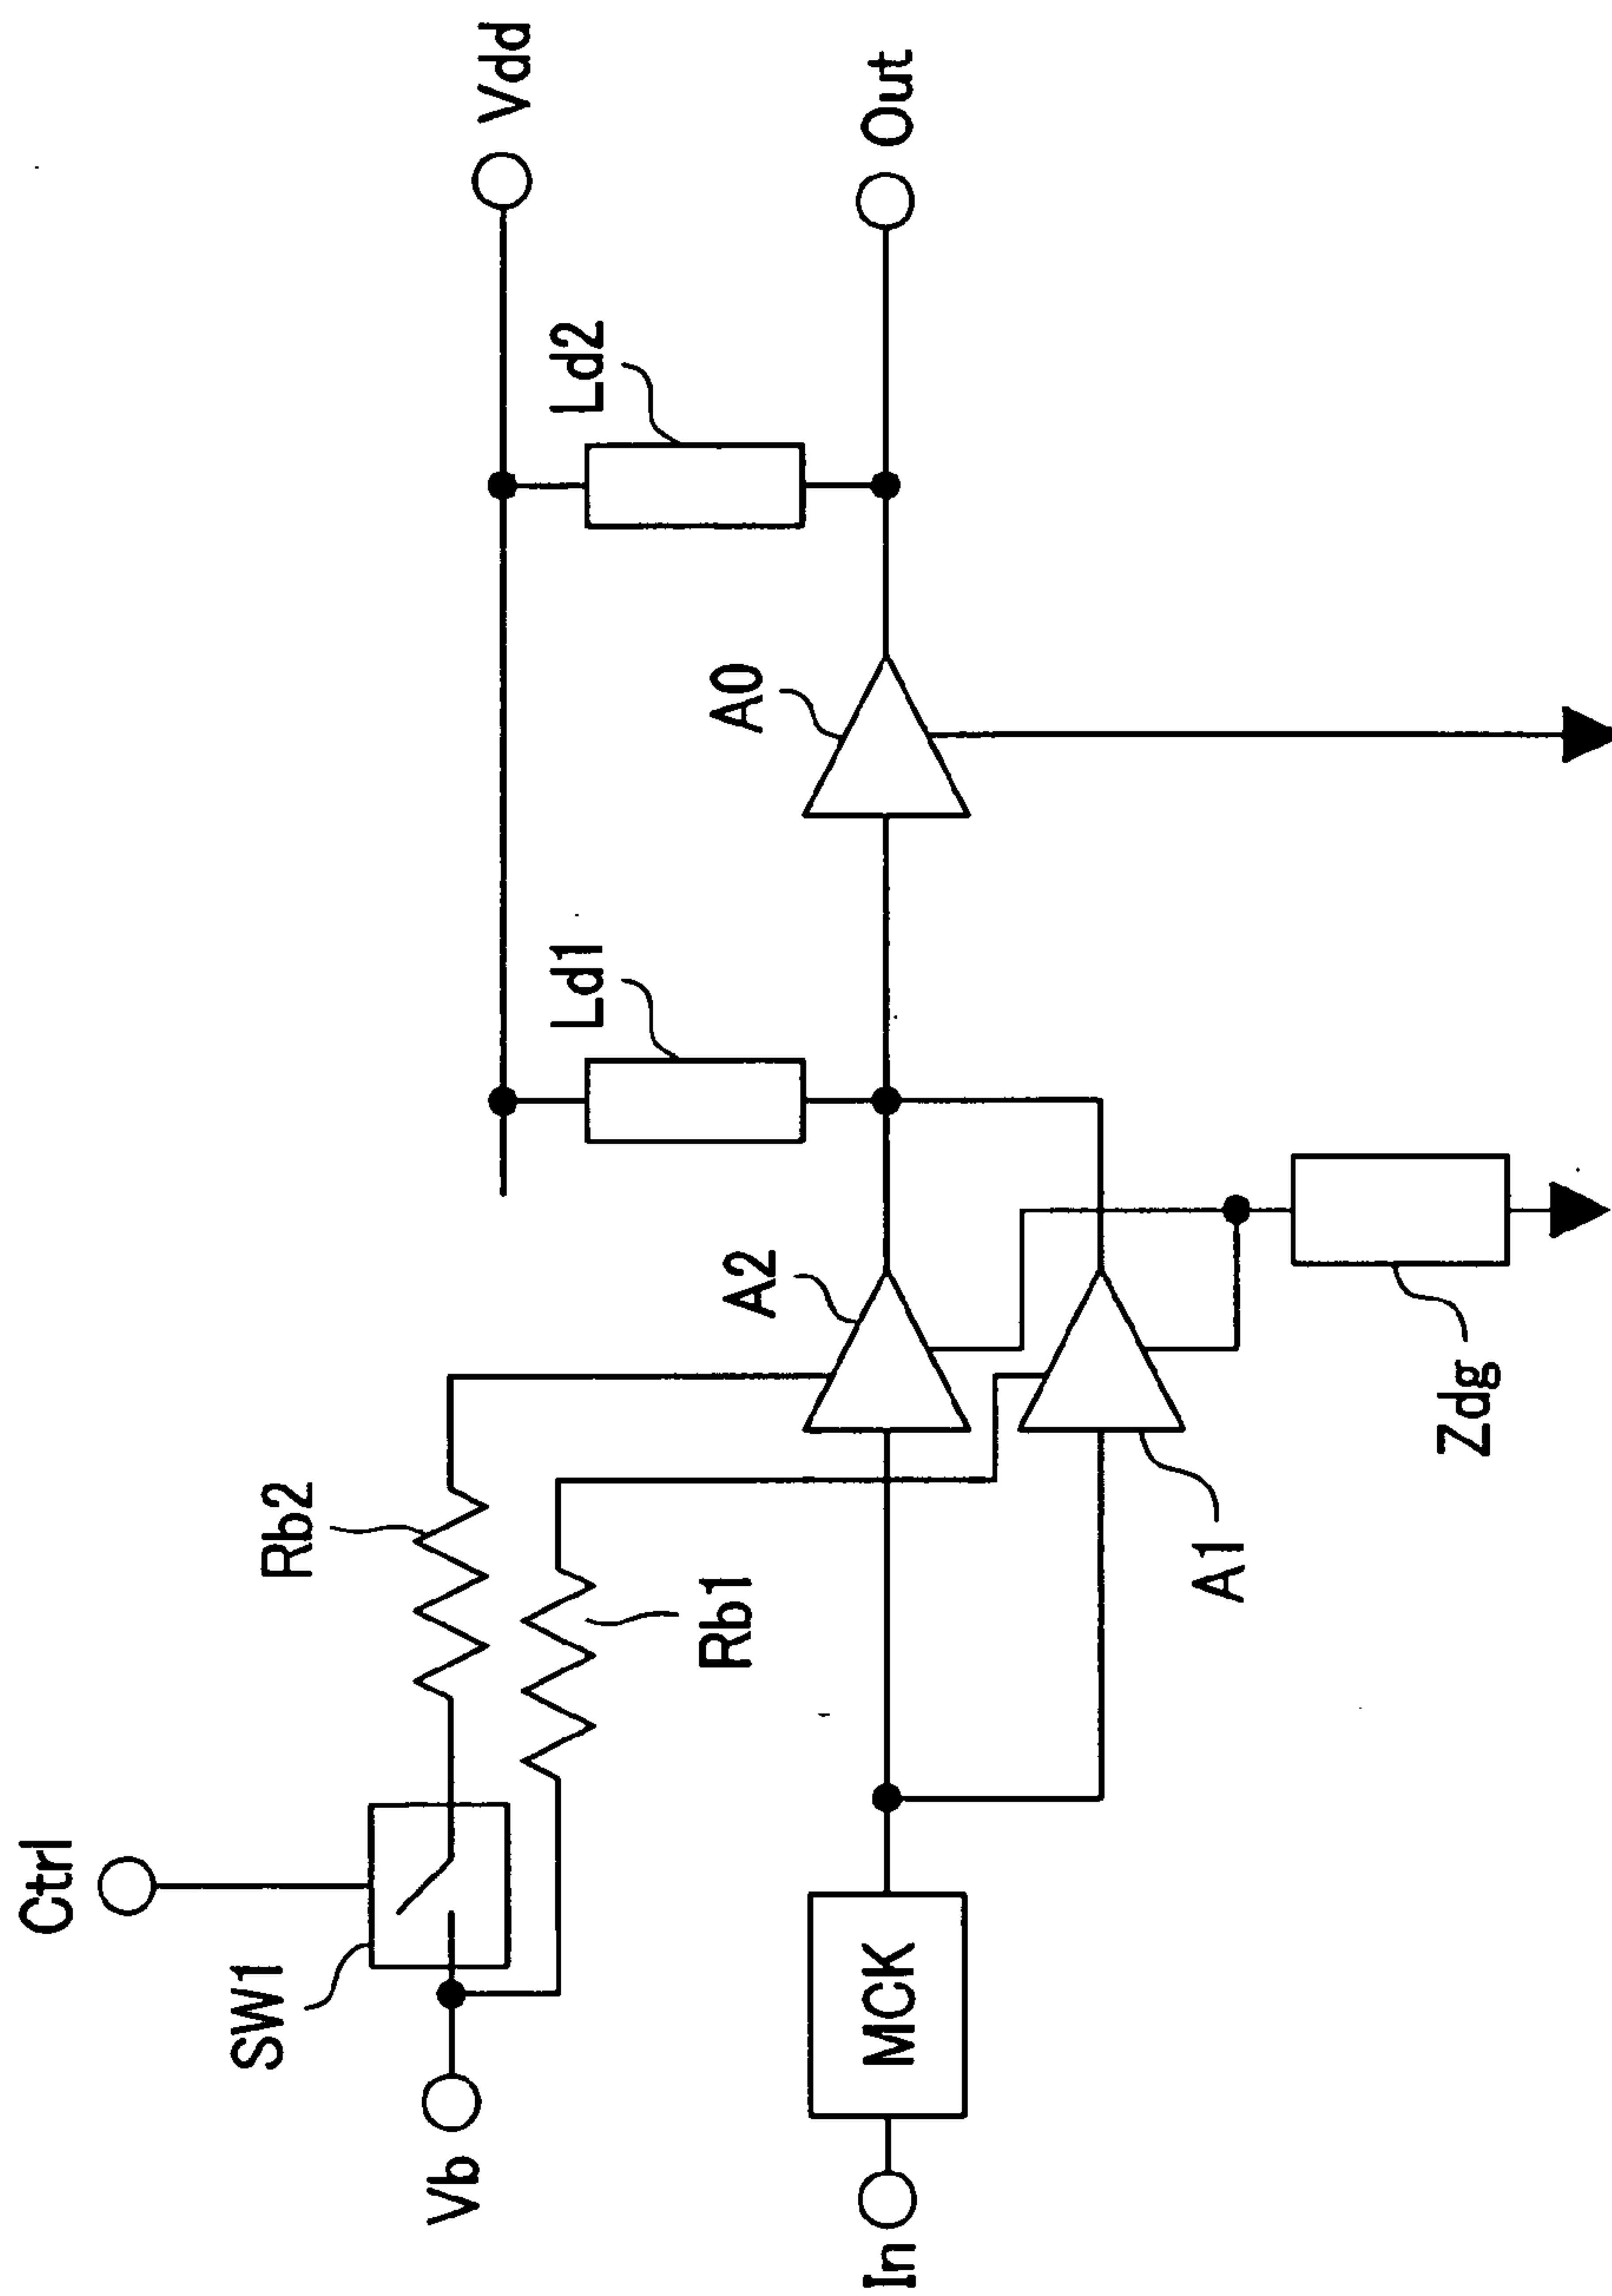 Ctrl
SW1
Vb
Rb2
Rb1
Vdd
Ld1
Ld2
A2
A0
In
MCK
Out
A1
Zdg